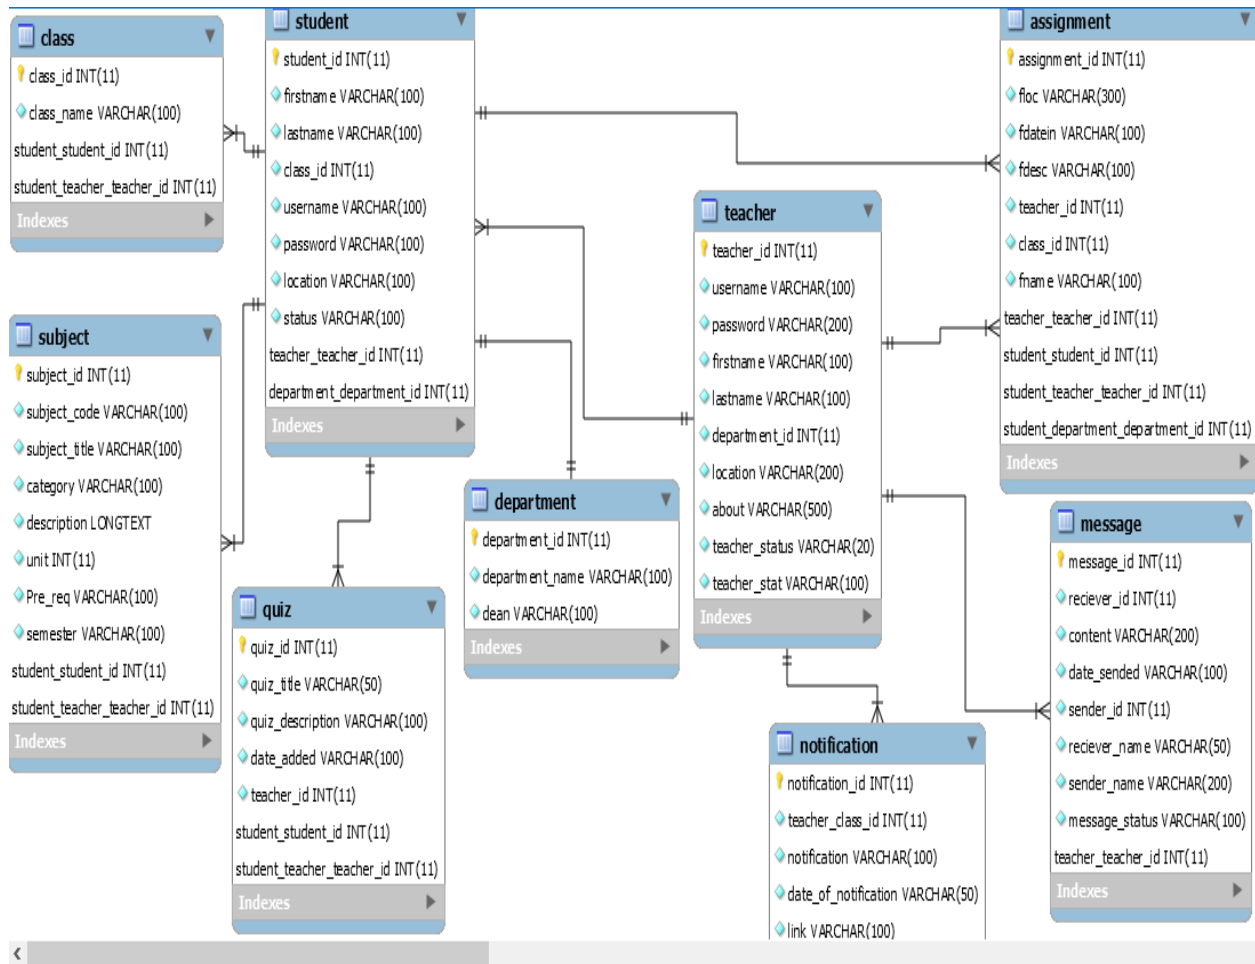 class
class_id INT(11)
class_name VARCHAR(100)
student_student_id INT(11)
student_teacher_teacher_id INT(11)
Indexes
student
student_id INT(11)
firstname VARCHAR(100)
lastname VARCHAR(100)
class_id INT(11)
username VARCHAR(100)
password VARCHAR(100)
location VARCHAR(100)
status VARCHAR(100)
teacher_teacher_id INT(11)
department_department_id INT(11)
Indexes
assignment
assignment_id INT(11)
floc VARCHAR(300)
fdatein VARCHAR(100)
fdesc VARCHAR(100)
teacher_id INT(11)
class_id INT(11)
fname VARCHAR(100)
teacher_teacher_id INT(11)
student_student_id INT(11)
student_teacher_teacher_id INT(11)
student_department_department_id INT(11)
Indexes
teacher
teacher_id INT(11)
username VARCHAR(100)
password VARCHAR(200)
firstname VARCHAR(100)
lastname VARCHAR(100)
department_id INT(11)
location VARCHAR(200)
about VARCHAR(500)
teacher_status VARCHAR(20)
teacher_stat VARCHAR(100)
Indexes
subject
subject_id INT(11)
subject_code VARCHAR(100)
subject_title VARCHAR(100)
category VARCHAR(100)
description LONGTEXT
unit INT(11)
Pre_req VARCHAR(100)
semester VARCHAR(100)
student_student_id INT(11)
student_teacher_teacher_id INT(11)
Indexes
department
department_id INT(11)
department_name VARCHAR(100)
dean VARCHAR(100)
Indexes
message
message_id INT(11)
reciever_id INT(11)
content VARCHAR(200)
date_sended VARCHAR(100)
sender_id INT(11)
reciever_name VARCHAR(50)
sender_name VARCHAR(200)
message_status VARCHAR(100)
teacher_teacher_id INT(11)
Indexes
quiz
quiz_id INT(11)
quiz_title VARCHAR(50)
quiz_description VARCHAR(100)
date_added VARCHAR(100)
teacher_id INT(11)
student_student_id INT(11)
student_teacher_teacher_id INT(11)
Indexes
notification
notification_id INT(11)
teacher_class_id INT(11)
notification VARCHAR(100)
date_of_notification VARCHAR(50)
link VARCHAR(100)